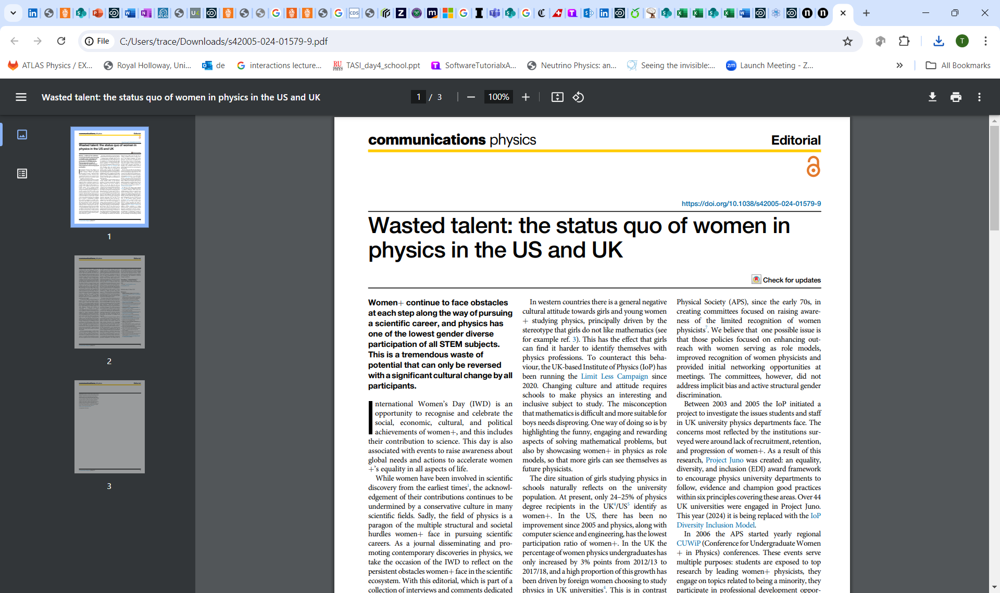 File
C:/Users/trace/Downloads/s42005-024-01579-9.pdf
T
ATLAS Physics / EX...
Royal Holloway, Uni...
de
interactions lecture...
TASI_day4_school.ppt
SoftwareTutorialxA...
Neutrino Physics: an...
Seeing the invisible:...
Launch Meeting - Z...
All Bookmarks
Wasted talent: the status quo of women in physics in the US and UK
1 / 3
100%
1
2
3
communications physics
Editorial
https://doi.org/10.1038/s42005-024-01579-9
Wasted talent: the status quo of women in
physics in the US and UK
Check for updates
Women+ continue to face obstacles
at each step along the way of pursuing
a scientific career, and physics has
one of the lowest gender diverse
participation of all STEM subjects.
This is a tremendous waste of
potential that can only be reversed
with a significant cultural change by all
participants.
International Women's Day (IWD) is an
opportunity to recognise and celebrate the
social, economic, cultural, and political
achievements of women+, and this includes
their contribution to science. This day is also
associated with events to raise awareness about
global needs and actions to accelerate women
+'s equality in all aspects of life.
While women have been involved in scientific
discovery from the earliest times1, the acknowl-
edgement of their contributions continues to be
undermined by a conservative culture in many
scientific fields. Sadly, the field of physics is a
paragon of the multiple structural and societal
hurdles women+ face in pursuing scientific
careers. As a journal disseminating and pro-
moting contemporary discoveries in physics, we
take the occasion of the IWD to reflect on the
persistent obstacles women+ face in the scientific
ecosystem. With this editorial, which is part of a
collection of interviews and comments dedicated
In western countries there is a general negative
cultural attitude towards girls and young women
+ studying physics, principally driven by the
stereotype that girls do not like mathematics (see
for example ref. 3). This has the effect that girls
can find it harder to identify themselves with
physics professions. To counteract this beha-
viour, the UK-based Institute of Physics (IoP) has
been running the Limit Less Campaign since
2020. Changing culture and attitude requires
schools to make physics an interesting and
inclusive subject to study. The misconception
that mathematics is difficult and more suitable for
boys needs disproving. One way of doing so is by
highlighting the funny, engaging and rewarding
aspects of solving mathematical problems, but
also by showcasing women+ in physics as role
models, so that more girls can see themselves as
future physicists.
The dire situation of girls studying physics in
schools naturally reflects on the university
population. At present, only 24–25% of physics
degree recipients in the UK4/US5 identify as
women+. In the US, there has been no
improvement since 2005 and physics, along with
computer science and engineering, has the lowest
participation ratio of women+. In the UK the
percentage of women physics undergraduates has
only increased by 3% points from 2012/13 to
2017/18, and a high proportion of this growth has
been driven by foreign women choosing to study
physics in UK universities4. This is in contrast
Physical Society (APS), since the early 70s, in
creating committees focused on raising aware-
ness of the limited recognition of women
physicists7. We believe that one possible issue is
that those policies focused on enhancing out-
reach with women serving as role models,
improved recognition of women physicists and
provided initial networking opportunities at
meetings. The committees, however, did not
address implicit bias and active structural gender
discrimination.
Between 2003 and 2005 the IoP initiated a
project to investigate the issues students and staff
in UK university physics departments face. The
concerns most reflected by the institutions sur-
veyed were around lack of recruitment, retention,
and progression of women+. As a result of this
research, Project Juno was created: an equality,
diversity, and inclusion (EDI) award framework
to encourage physics university departments to
follow, evidence and champion good practices
within six principles covering these areas. Over 44
UK universities were engaged in Project Juno.
This year (2024) it is being replaced with the IoP
Diversity Inclusion Model.
In 2006 the APS started yearly regional
CUWiP (Conference for Undergraduate Women
+ in Physics) conferences. These events serve
multiple purposes: students are exposed to top
research by leading women+ physicists, they
engage on topics related to being a minority, they
participate in professional development oppor-